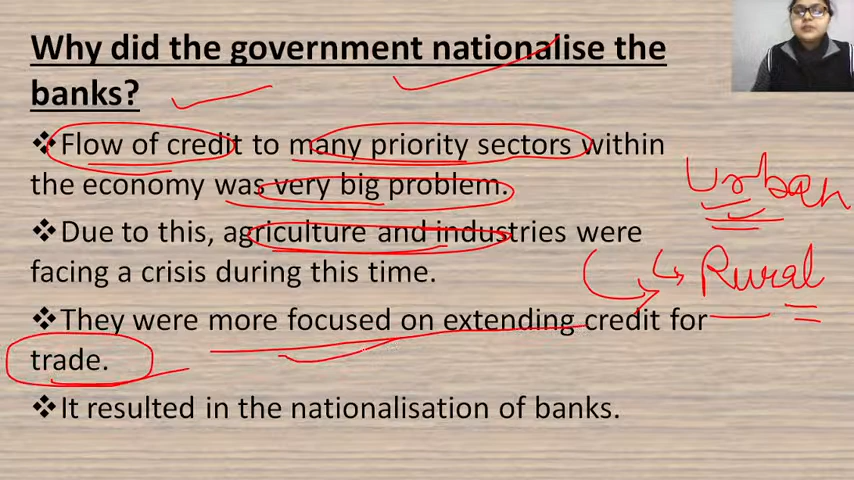 Why did the government nationalise the
banks?
❖Flow of credit to many priority sectors within
the economy was very big problem.
Urban
❖Due to this, agriculture and industries were
facing a crisis during this time.
Rural
❖They were more focused on extending credit for
trade.
❖It resulted in the nationalisation of banks.